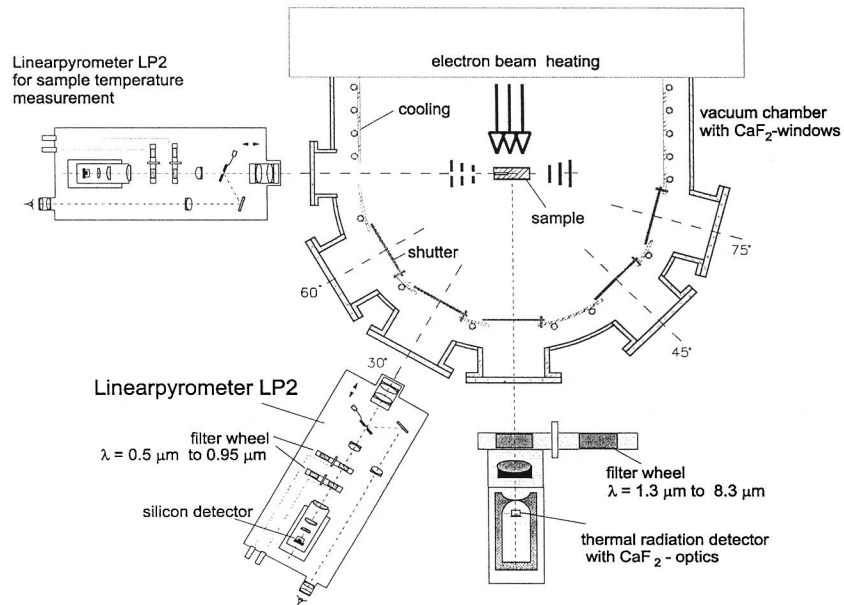 electron beam heating
Linearpyrometer LP2
for sample temperature
measurement
cooling
vacuum chamber
with CaF2-windows
sample
shutter
75°
60°
45°
30°
Linearpyrometer LP2
filter wheel
λ = 0.5 µm to 0.95 µm
silicon detector
filter wheel
λ = 1.3 µm to 8.3 µm
thermal radiation detector
with CaF2 - optics